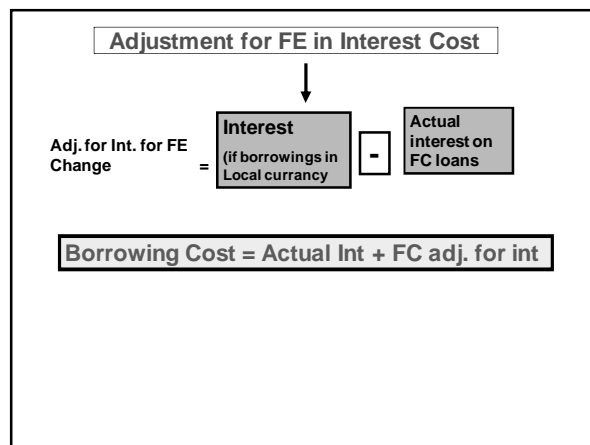 Adjustment for FE in Interest Cost
Adj. for Int. for FE
Change
=
Interest
(if borrowings in
Local currancy
-
Actual
interest on
FC loans
Borrowing Cost = Actual Int + FC adj. for int